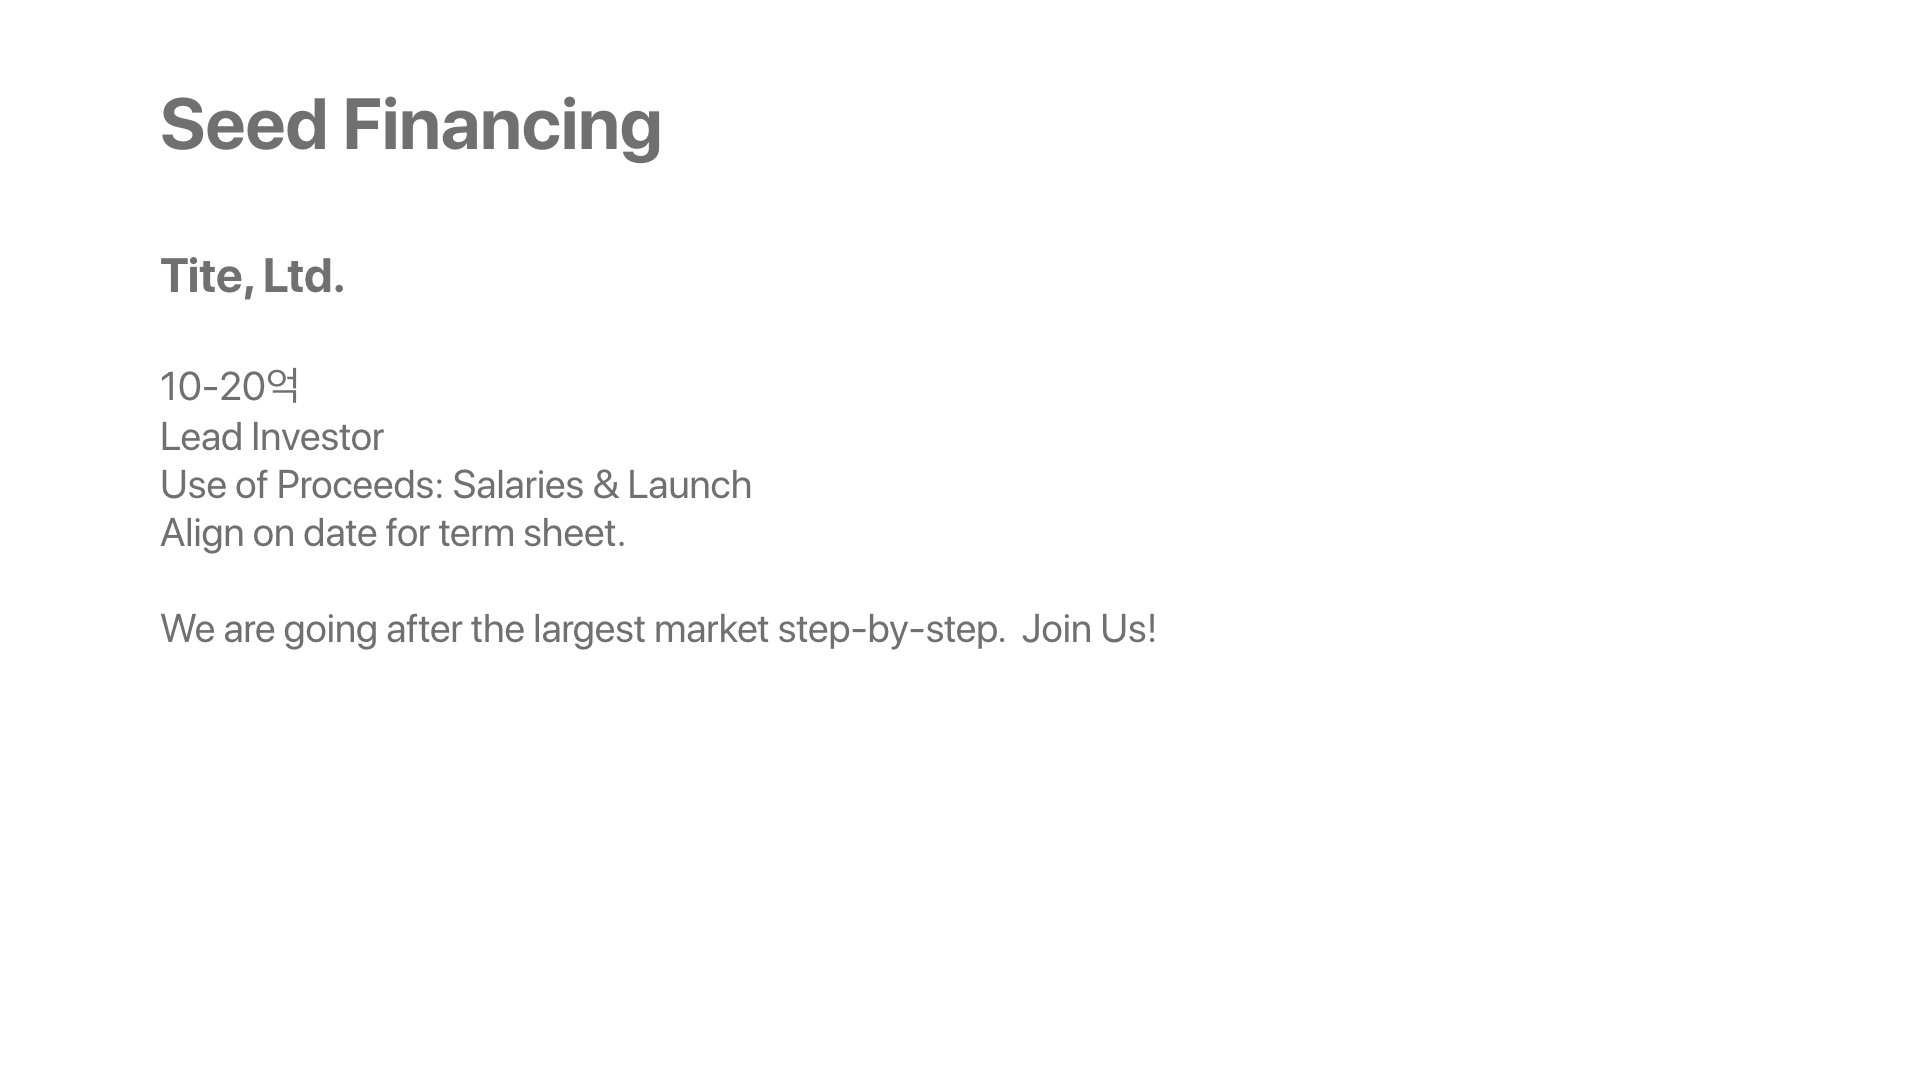 Seed Financing
Tite, Ltd.
10-20억
Lead Investor
Use of Proceeds: Salaries & Launch
Align on date for term sheet.
We are going after the largest market step-by-step.  Join Us!